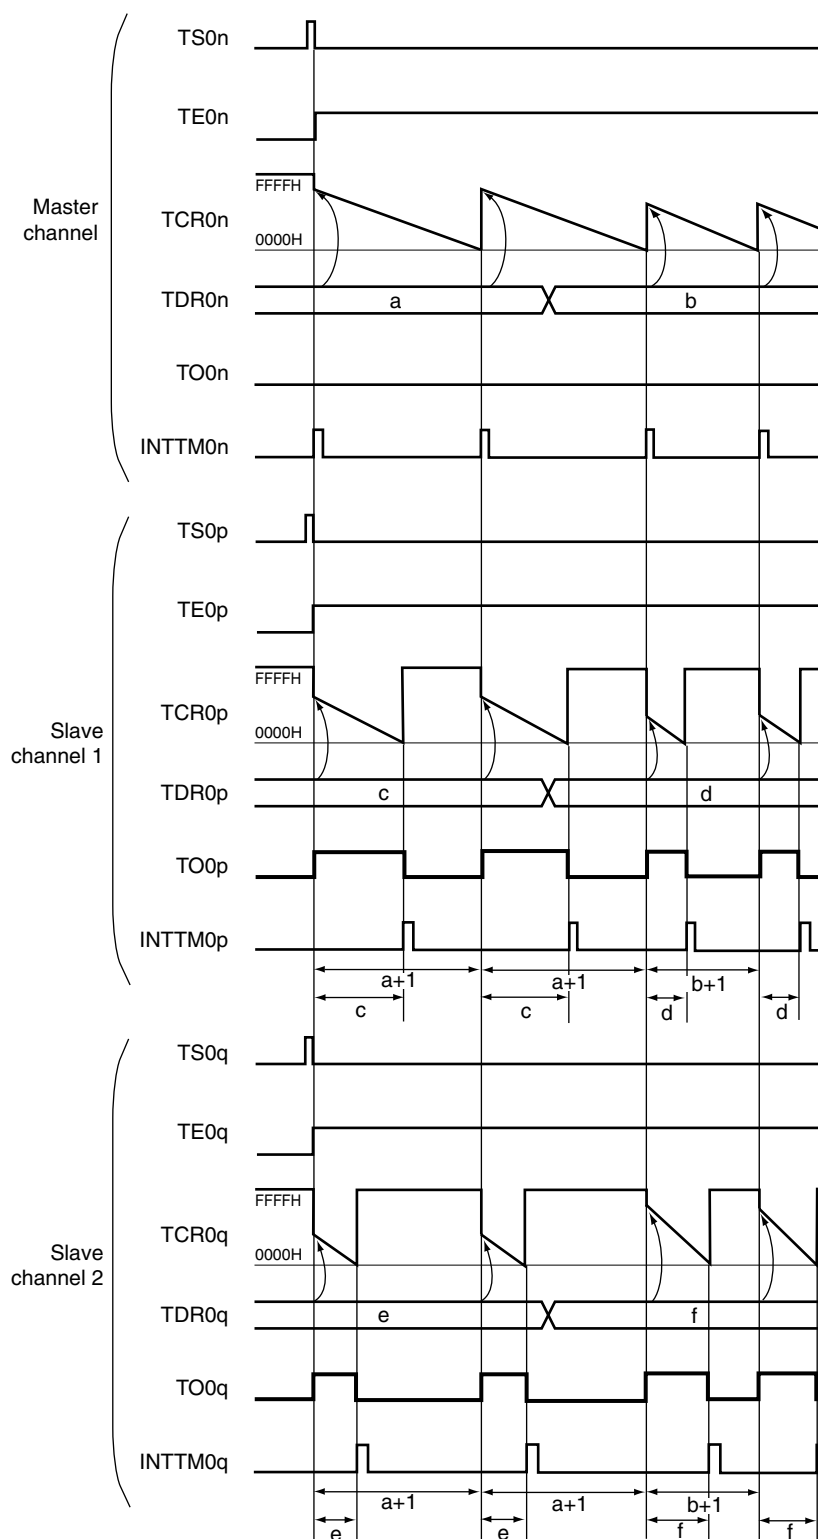 TS0n
TE0n
FFFFH
Master
channel
TCR0n
0000H
TDR0n
a
b
TO0n
INTTM0n
TS0p
TE0p
FFFFH
TCR0p
Slave
channel 1
0000H
TDR0p
c
d
TO0p
INTTM0p
a+1
a+1
b+1
c
c
d
d
TS0q
TE0q
FFFFH
TCR0q
Slave
channel 2
0000H
TDR0q
e
f
TO0q
INTTM0q
a+1
a+1
b+1
e
e
f
f